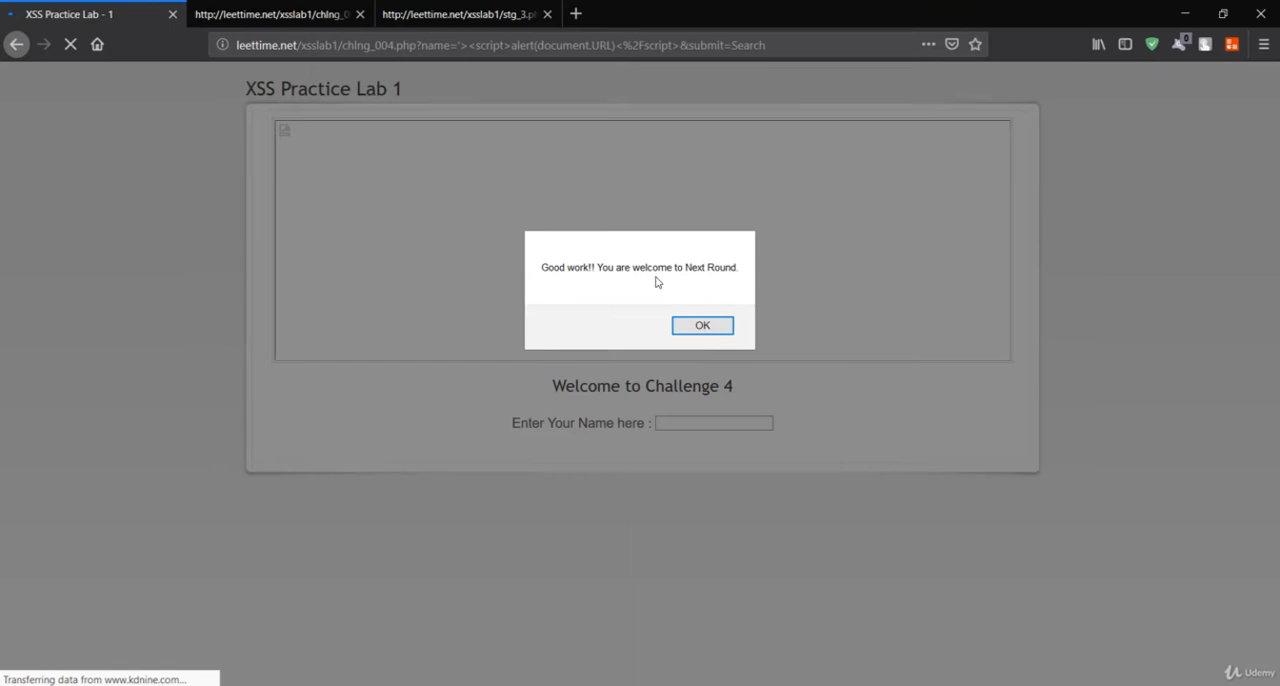 XSS Practice Lab - 1
http://leettime.net/xsslab1/chlng_0
http://leettime.net/xsslab1/stg_3.p
leettime.net/xsslab1/chlng_004.php?name='><script>alert(document.URL)<%2Fscript>&submit=Search
0
XSS Practice Lab 1
Good work!! You are welcome to Next Round.
OK
Welcome to Challenge 4
Enter Your Name here :
Transferring data from www.kdnine.com...
Udemy